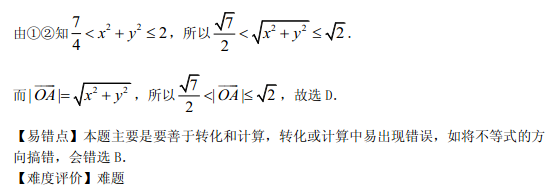 由①②知 7/4 < x² + y² ≤ 2，所以 √7/2 < √(x² + y²) ≤ √2．
而|OA|=√(x² + y²)，所以 √7/2 <|OA|≤ √2，故选 D．
【易错点】本题主要是要善于转化和计算，转化或计算中易出现错误，如将不等式的方
向搞错，会错选 B．
【难度评价】难题